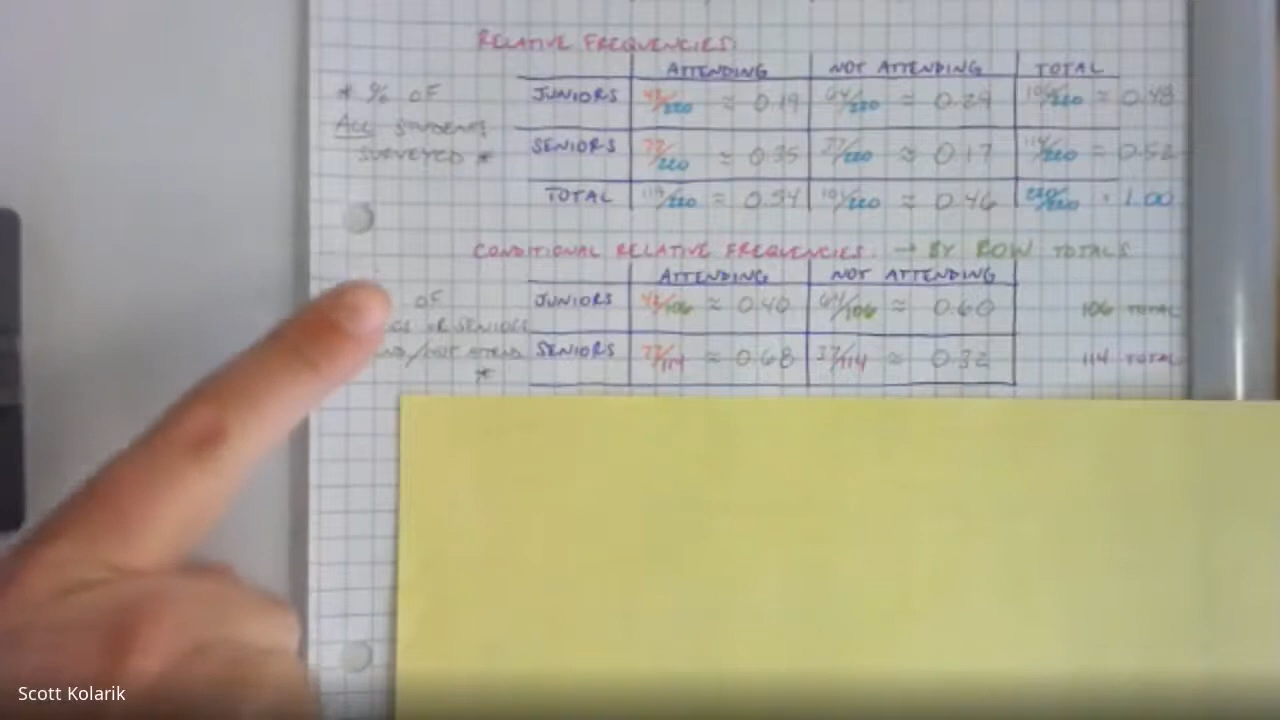 RELATIVE FREQUENCIES:
ATTENDING NOT ATTENDING TOTAL
* % OF ALL STUDENTS SURVEYED *
JUNIORS 42/220 ≈ 0.19 64/220 ≈ 0.29 106/220 ≈ 0.48
SENIORS 77/220 ≈ 0.35 37/220 ≈ 0.17 114/220 ≈ 0.52
TOTAL 119/220 ≈ 0.54 101/220 ≈ 0.46 220/220 = 1.00
CONDITIONAL RELATIVE FREQUENCIES: → BY ROW TOTALS
ATTENDING NOT ATTENDING
OF OR SENIORS ATTEND *
JUNIORS 42/106 ≈ 0.40 64/106 ≈ 0.60 106 TOTAL
SENIORS 77/114 ≈ 0.68 37/114 ≈ 0.32 114 TOTAL
Scott Kolarik